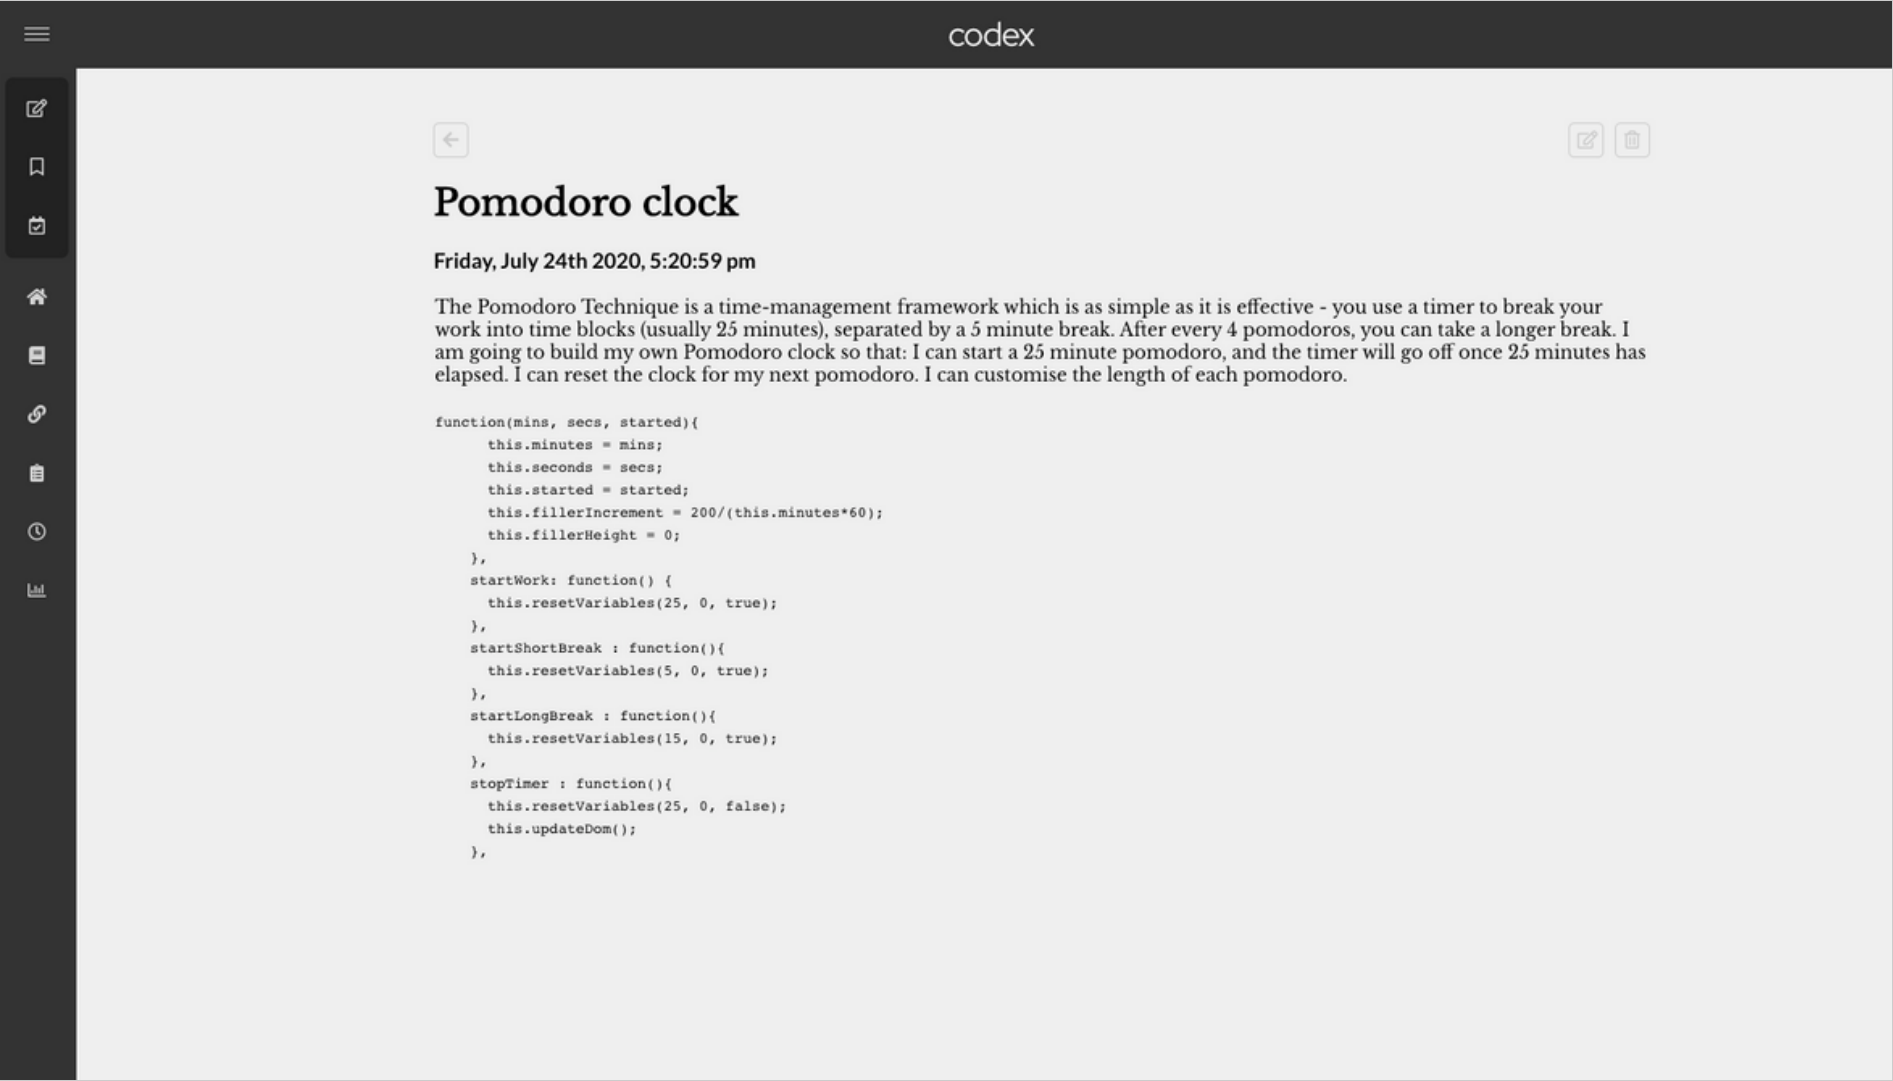 codex
Pomodoro clock
Friday, July 24th 2020, 5:20:59 pm
The Pomodoro Technique is a time-management framework which is as simple as it is effective - you use a timer to break your
work into time blocks (usually 25 minutes), separated by a 5 minute break. After every 4 pomodoros, you can take a longer break. I
am going to build my own Pomodoro clock so that: I can start a 25 minute pomodoro, and the timer will go off once 25 minutes has
elapsed. I can reset the clock for my next pomodoro. I can customise the length of each pomodoro.
function(mins, secs, started){
      this.minutes = mins;
      this.seconds = secs;
      this.started = started;
      this.fillerIncrement = 200/(this.minutes*60);
      this.fillerHeight = 0;
    },
    startWork: function() {
      this.resetVariables(25, 0, true);
    },
    startShortBreak : function(){
      this.resetVariables(5, 0, true);
    },
    startLongBreak : function(){
      this.resetVariables(15, 0, true);
    },
    stopTimer : function(){
      this.resetVariables(25, 0, false);
      this.updateDom();
    },